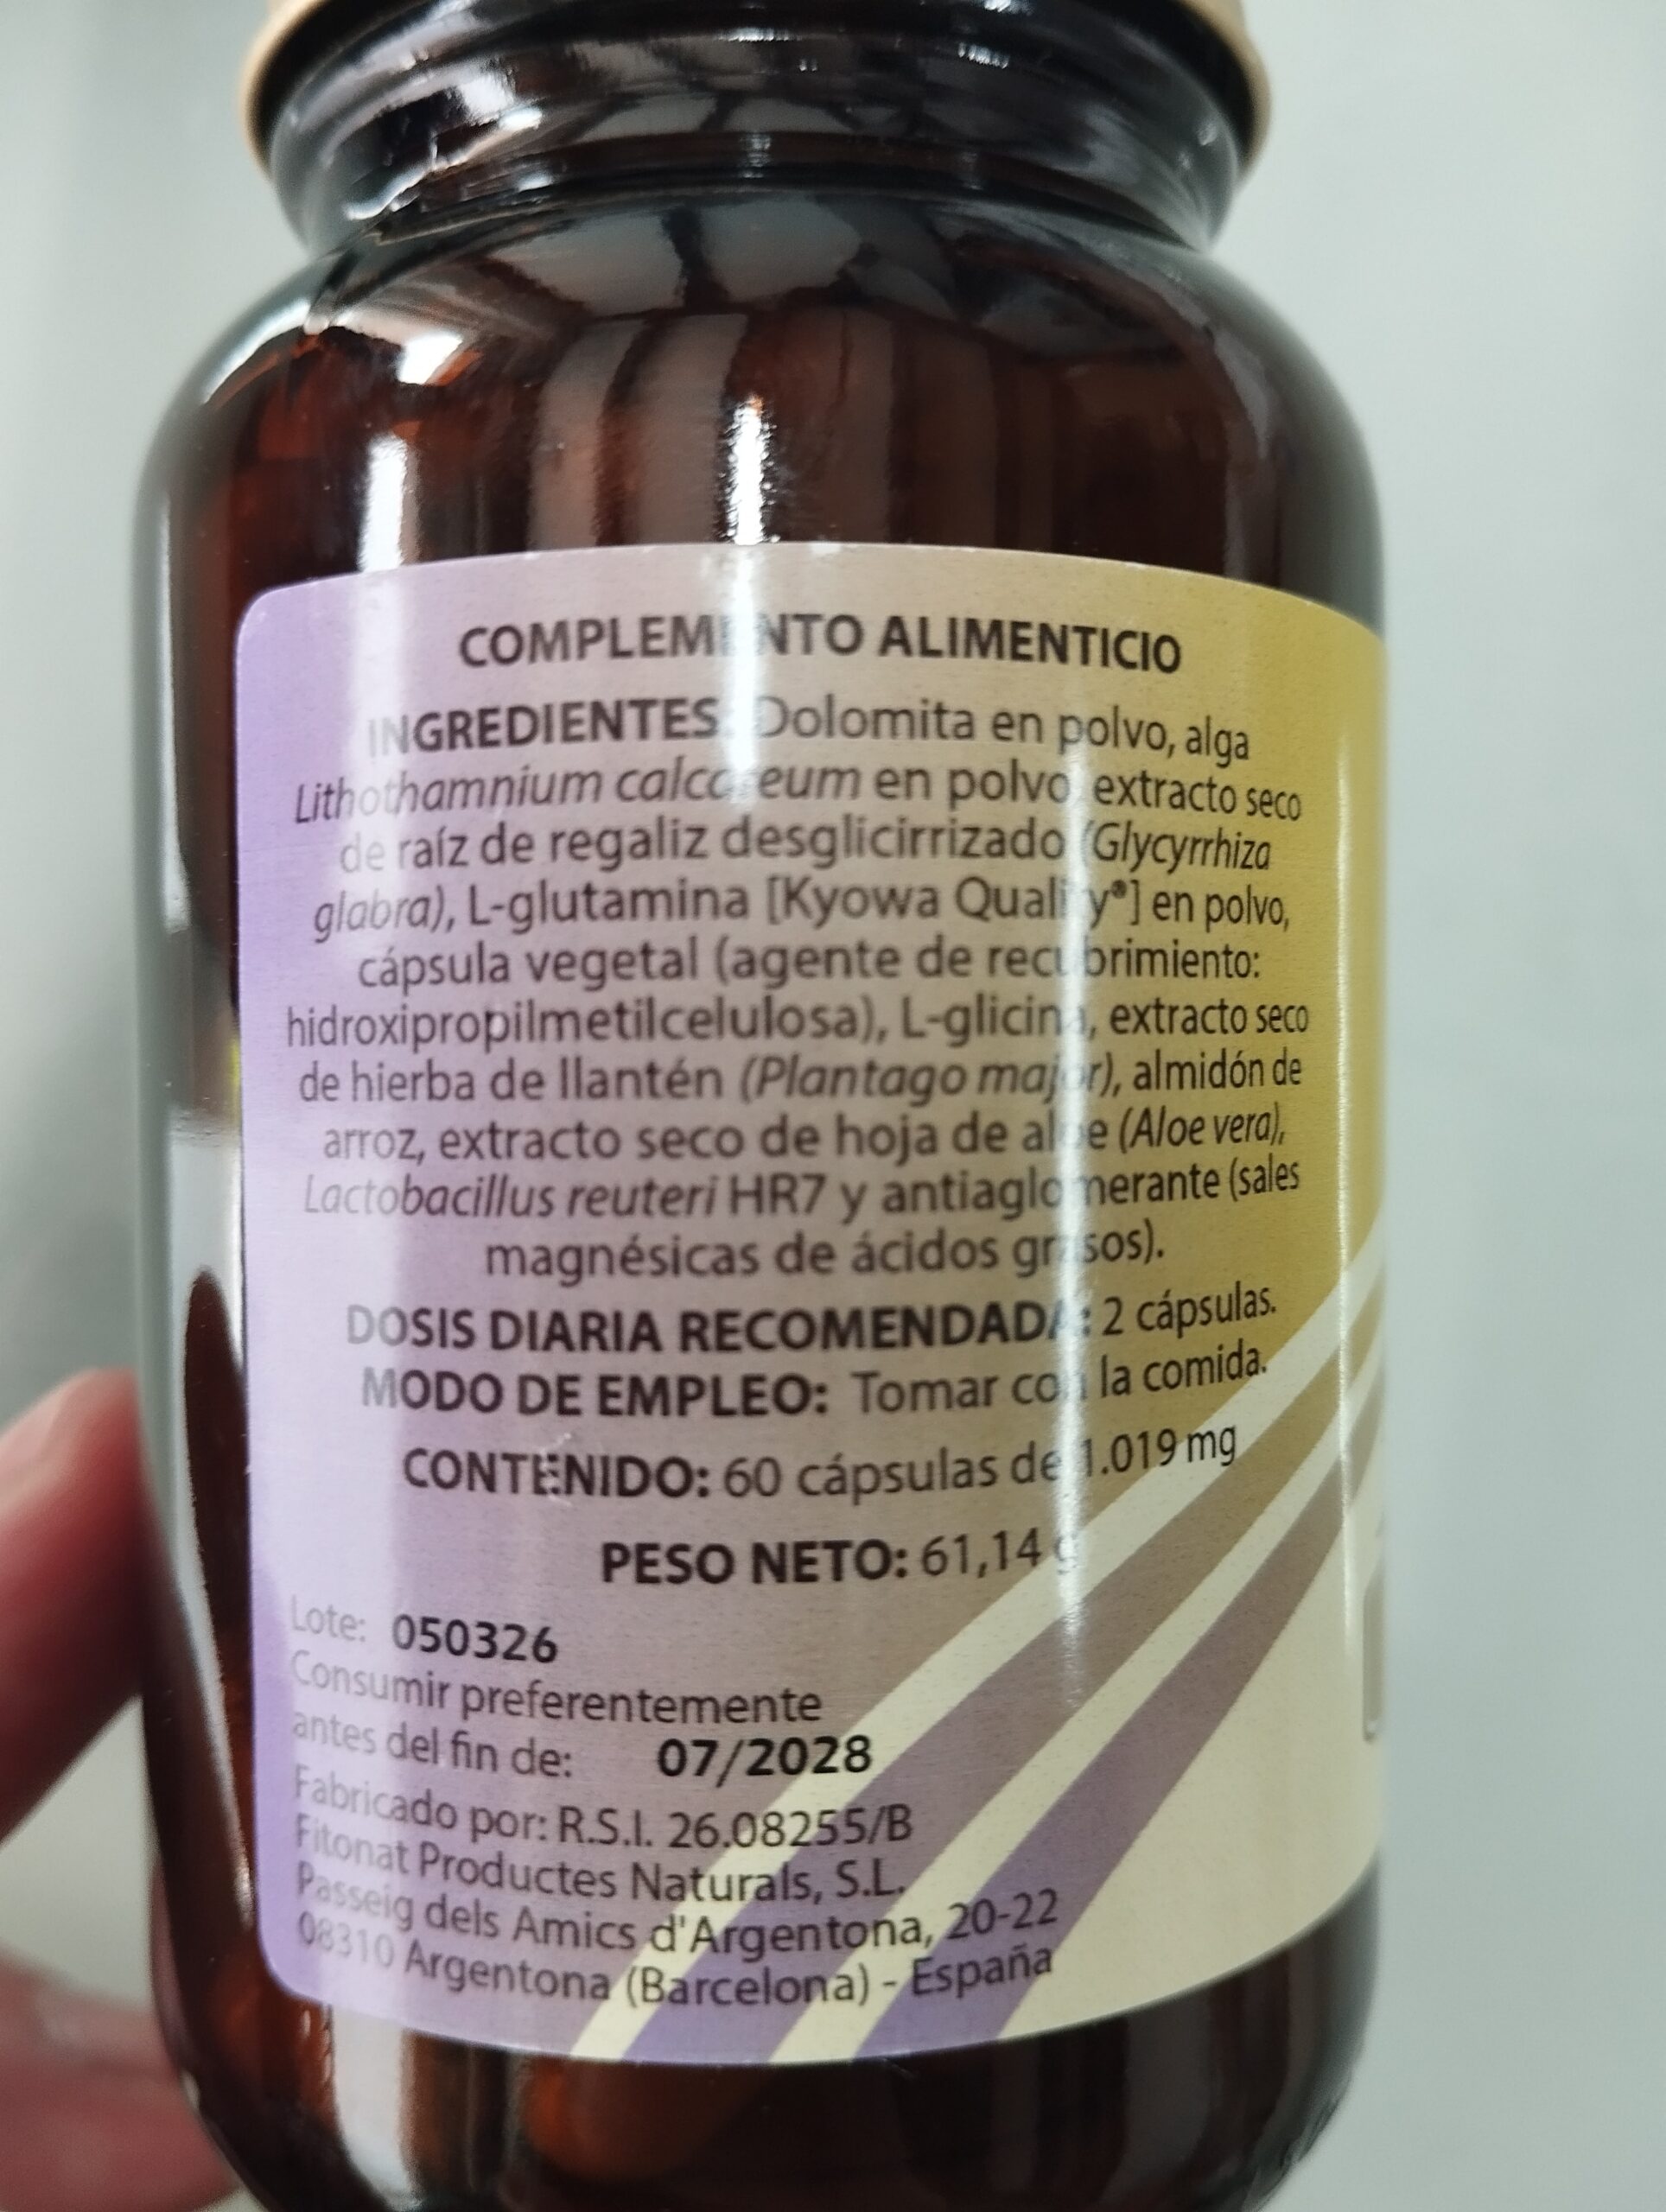 COMPLEMENTO ALIMENTICIO
INGREDIENTES: Dolomita en polvo, alga
Lithothamnium calcareum en polvo, extracto seco
de raíz de regaliz desglicirrizado (Glycyrrhiza
glabra), L-glutamina [Kyowa Quality®] en polvo,
cápsula vegetal (agente de recubrimiento:
hidroxipropilmetilcelulosa), L-glicina, extracto seco
de hierba de llantén (Plantago major), almidón de
arroz, extracto seco de hoja de aloe (Aloe vera),
Lactobacillus reuteri HR7 y antiaglomerante (sales
magnésicas de ácidos grasos).
DOSIS DIARIA RECOMENDADA: 2 cápsulas.
MODO DE EMPLEO: Tomar con la comida.
CONTENIDO: 60 cápsulas de 1.019 mg
PESO NETO: 61,14 g
Lote: 050326
Consumir preferentemente
antes del fin de: 07/2028
Fabricado por: R.S.I. 26.08255/B
Fitonat Productes Naturals, S.L.
Passeig dels Amics d'Argentona, 20-22
08310 Argentona (Barcelona) - España